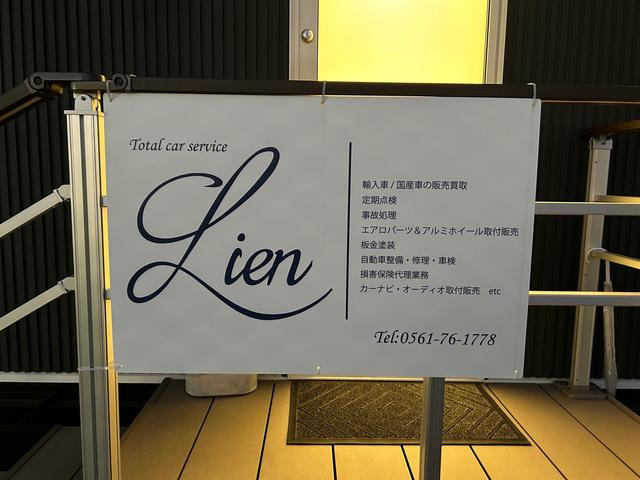 Total car service
Lien
輸入車 / 国産車の販売買取
定期点検
事故処理
エアロパーツ＆アルミホイール取付販売
板金塗装
自動車整備・修理・車検
損害保険代理業務
カーナビ・オーディオ取付販売　etc
Tel:0561-76-1778